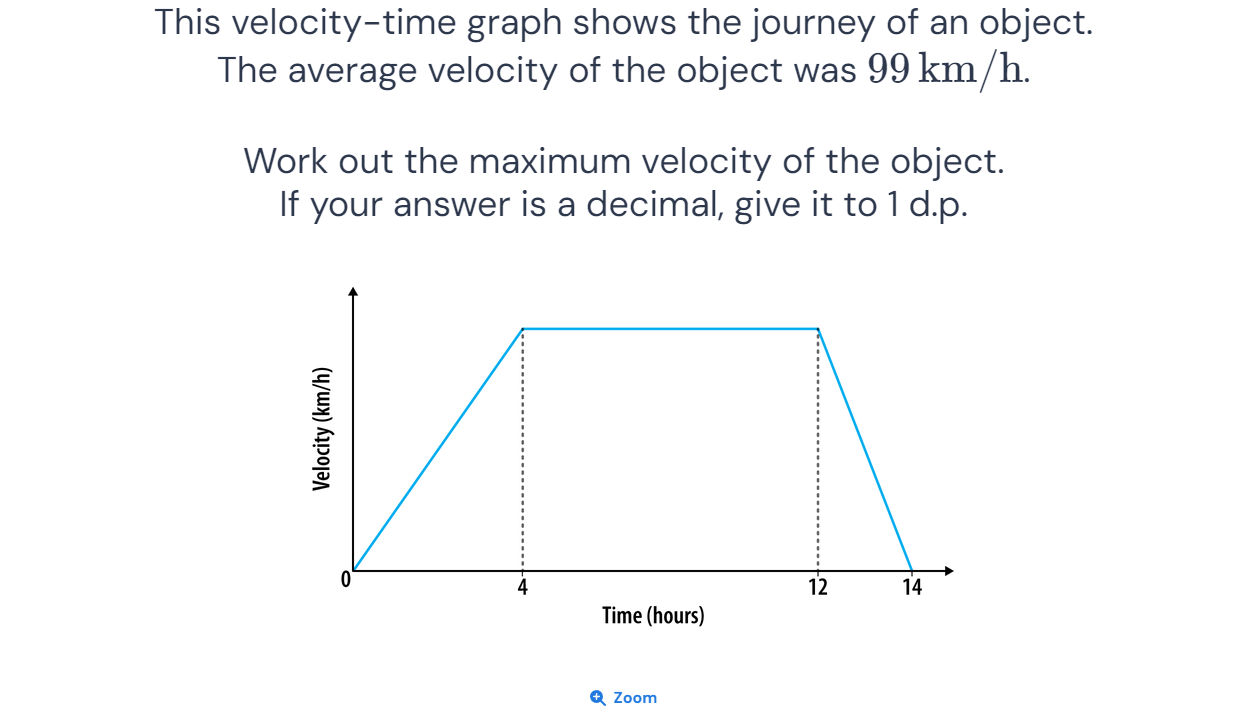 This velocity-time graph shows the journey of an object.
The average velocity of the object was 99 km/h.
Work out the maximum velocity of the object.
If your answer is a decimal, give it to 1 d.p.
Velocity (km/h)
0
4
12
14
Time (hours)
Zoom